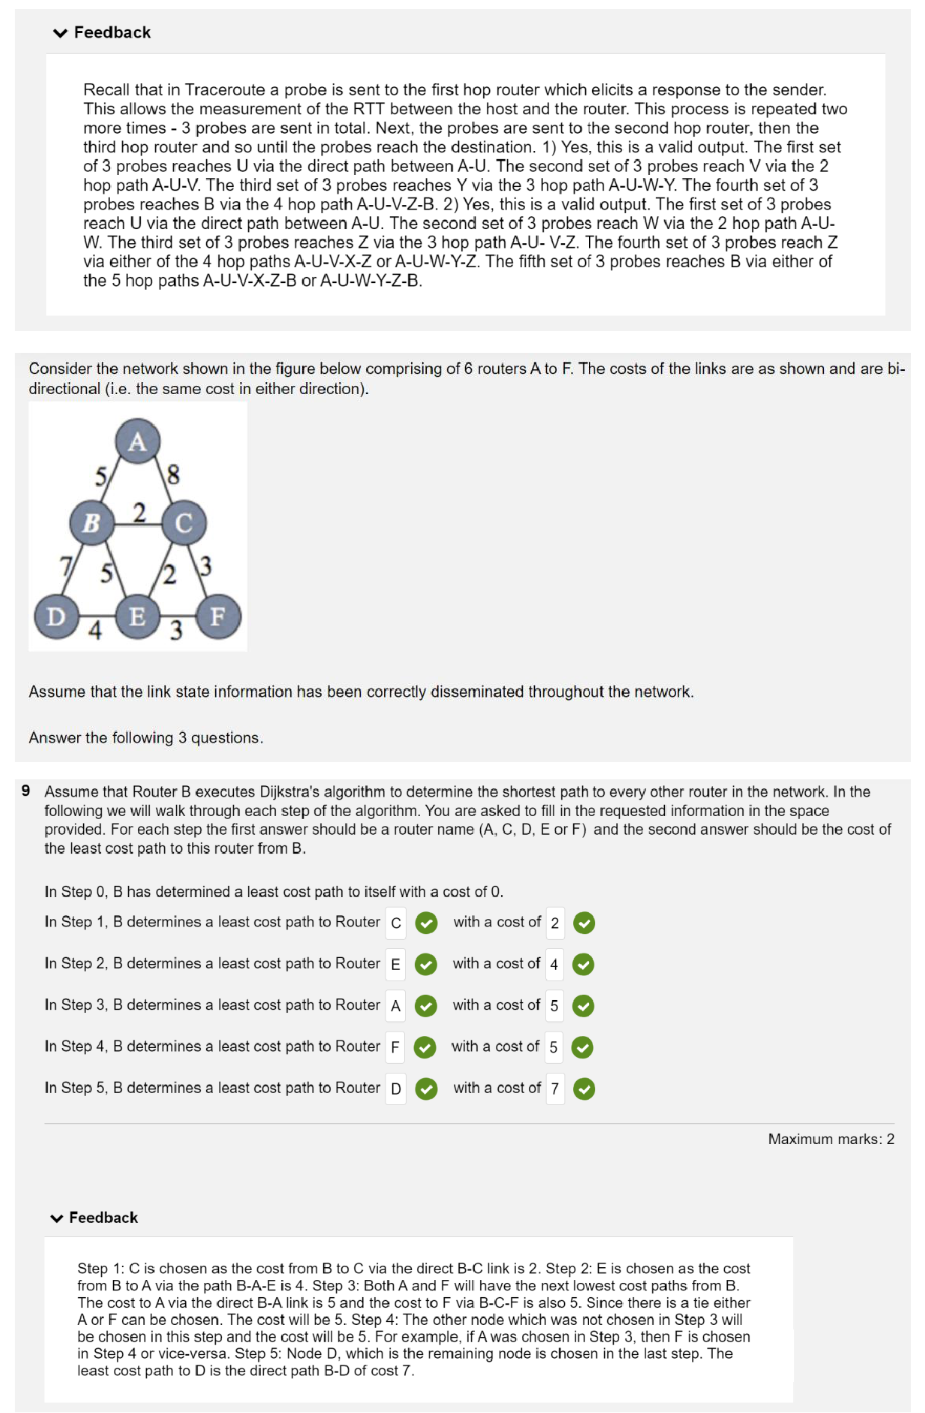 Feedback
Recall that in Traceroute a probe is sent to the first hop router which elicits a response to the sender.
This allows the measurement of the RTT between the host and the router. This process is repeated two
more times - 3 probes are sent in total. Next, the probes are sent to the second hop router, then the
third hop router and so until the probes reach the destination. 1) Yes, this is a valid output. The first set
of 3 probes reaches U via the direct path between A-U. The second set of 3 probes reach V via the 2
hop path A-U-V. The third set of 3 probes reaches Y via the 3 hop path A-U-W-Y. The fourth set of 3
probes reaches B via the 4 hop path A-U-V-Z-B. 2) Yes, this is a valid output. The first set of 3 probes
reach U via the direct path between A-U. The second set of 3 probes reach W via the 2 hop path A-U-
W. The third set of 3 probes reaches Z via the 3 hop path A-U- V-Z. The fourth set of 3 probes reach Z
via either of the 4 hop paths A-U-V-X-Z or A-U-W-Y-Z. The fifth set of 3 probes reaches B via either of
the 5 hop paths A-U-V-X-Z-B or A-U-W-Y-Z-B.
Consider the network shown in the figure below comprising of 6 routers A to F. The costs of the links are as shown and are bi-
directional (i.e. the same cost in either direction).
A
5 8
B 2 C
7 5 2 3
D 4 E 3 F
Assume that the link state information has been correctly disseminated throughout the network.
Answer the following 3 questions.
9 Assume that Router B executes Dijkstra's algorithm to determine the shortest path to every other router in the network. In the
following we will walk through each step of the algorithm. You are asked to fill in the requested information in the space
provided. For each step the first answer should be a router name (A, C, D, E or F) and the second answer should be the cost of
the least cost path to this router from B.
In Step 0, B has determined a least cost path to itself with a cost of 0.
In Step 1, B determines a least cost path to Router C with a cost of 2
In Step 2, B determines a least cost path to Router E with a cost of 4
In Step 3, B determines a least cost path to Router A with a cost of 5
In Step 4, B determines a least cost path to Router F with a cost of 5
In Step 5, B determines a least cost path to Router D with a cost of 7
Maximum marks: 2
Feedback
Step 1: C is chosen as the cost from B to C via the direct B-C link is 2. Step 2: E is chosen as the cost
from B to A via the path B-A-E is 4. Step 3: Both A and F will have the next lowest cost paths from B.
The cost to A via the direct B-A link is 5 and the cost to F via B-C-F is also 5. Since there is a tie either
A or F can be chosen. The cost will be 5. Step 4: The other node which was not chosen in Step 3 will
be chosen in this step and the cost will be 5. For example, if A was chosen in Step 3, then F is chosen
in Step 4 or vice-versa. Step 5: Node D, which is the remaining node is chosen in the last step. The
least cost path to D is the direct path B-D of cost 7.